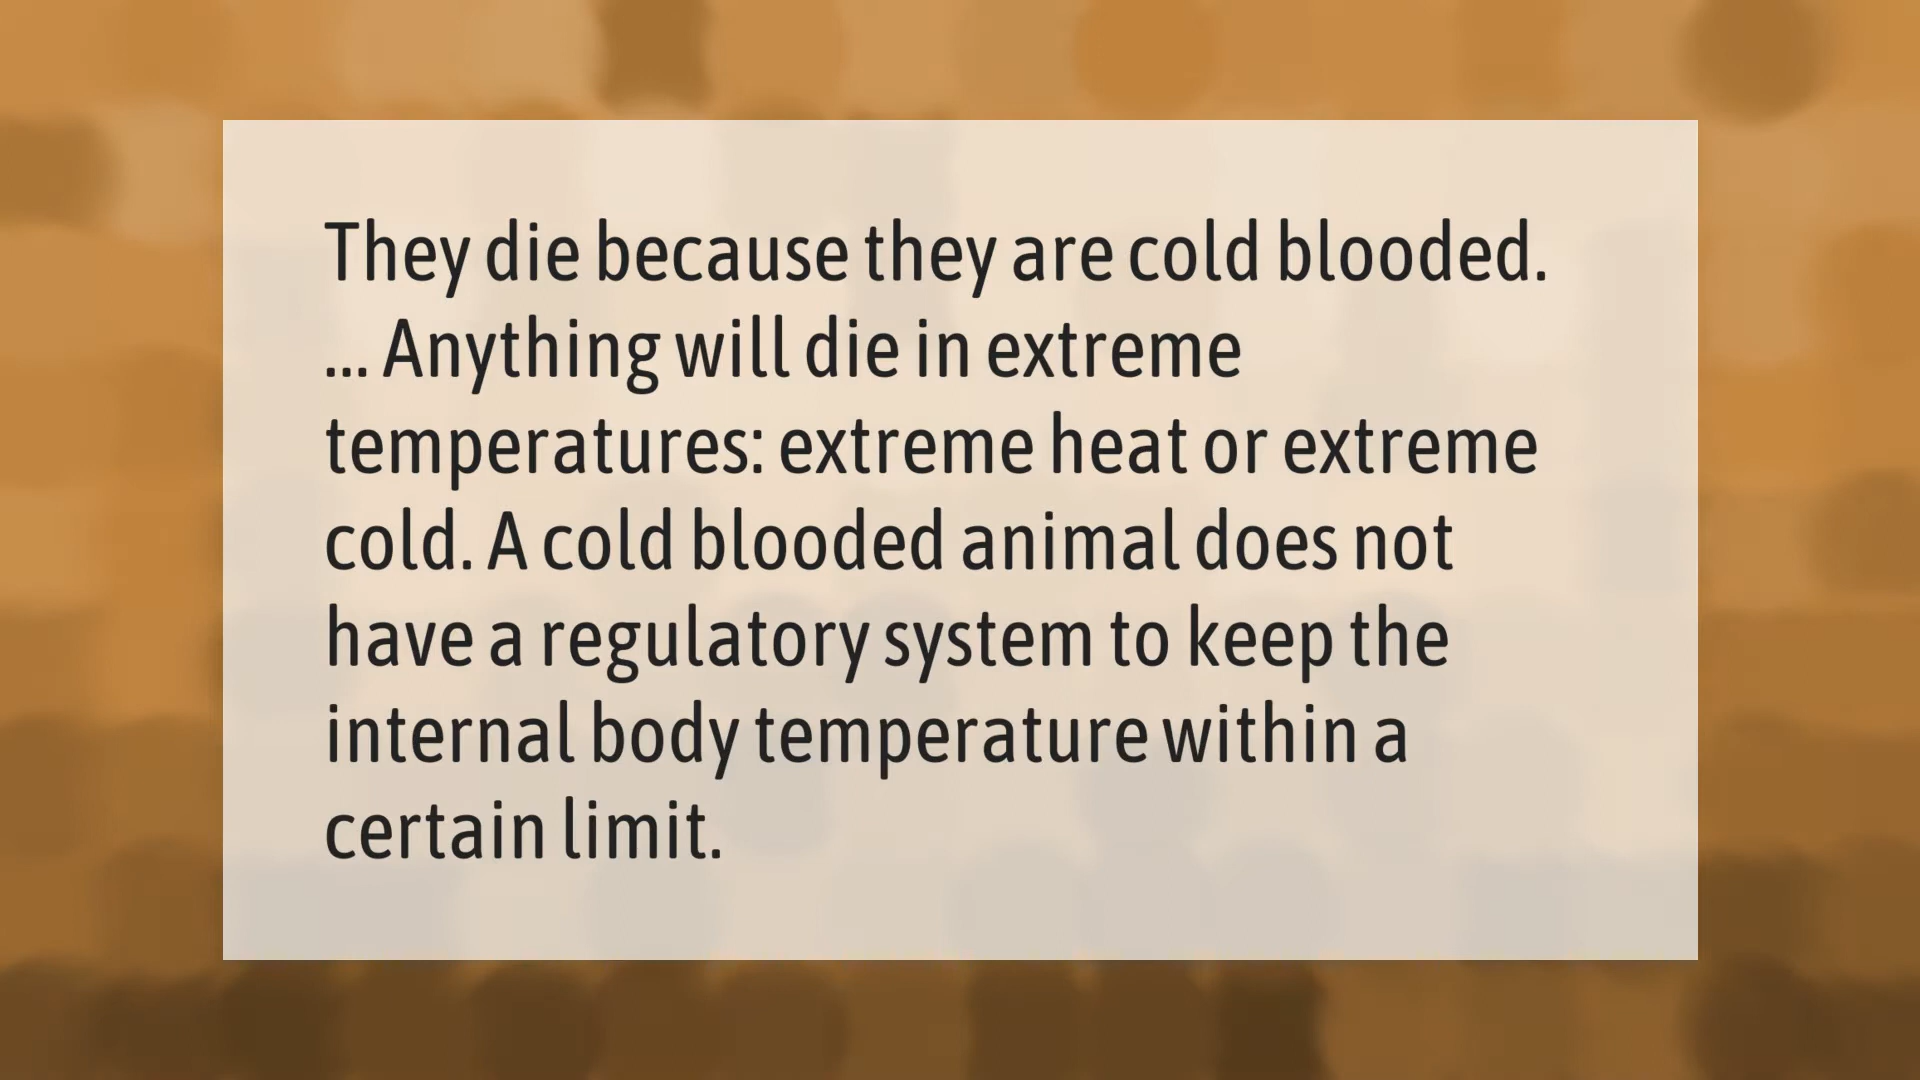 They die because they are cold blooded.
... Anything will die in extreme
temperatures: extreme heat or extreme
cold. A cold blooded animal does not
have a regulatory system to keep the
internal body temperature within a
certain limit.